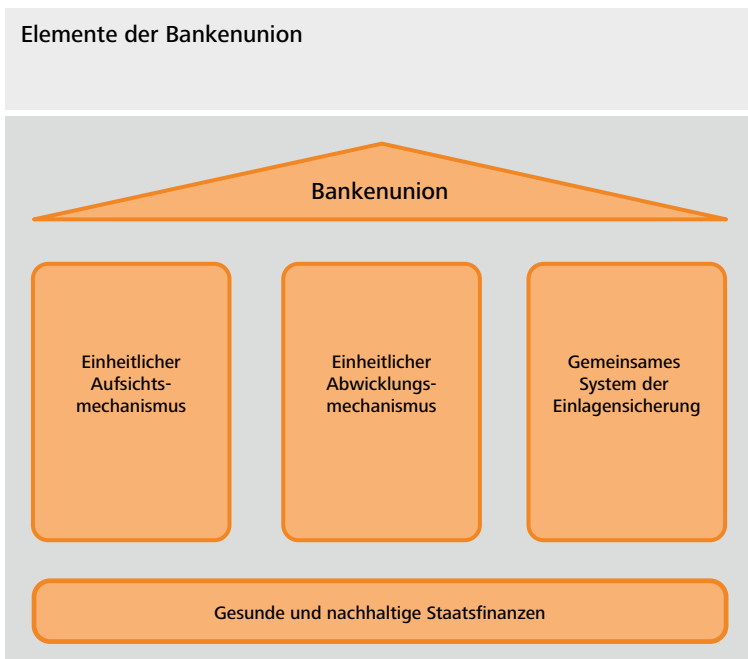 Elemente der Bankenunion
Bankenunion
Einheitlicher
Aufsichts-
mechanismus
Einheitlicher
Abwicklungs-
mechanismus
Gemeinsames
System der
Einlagensicherung
Gesunde und nachhaltige Staatsfinanzen